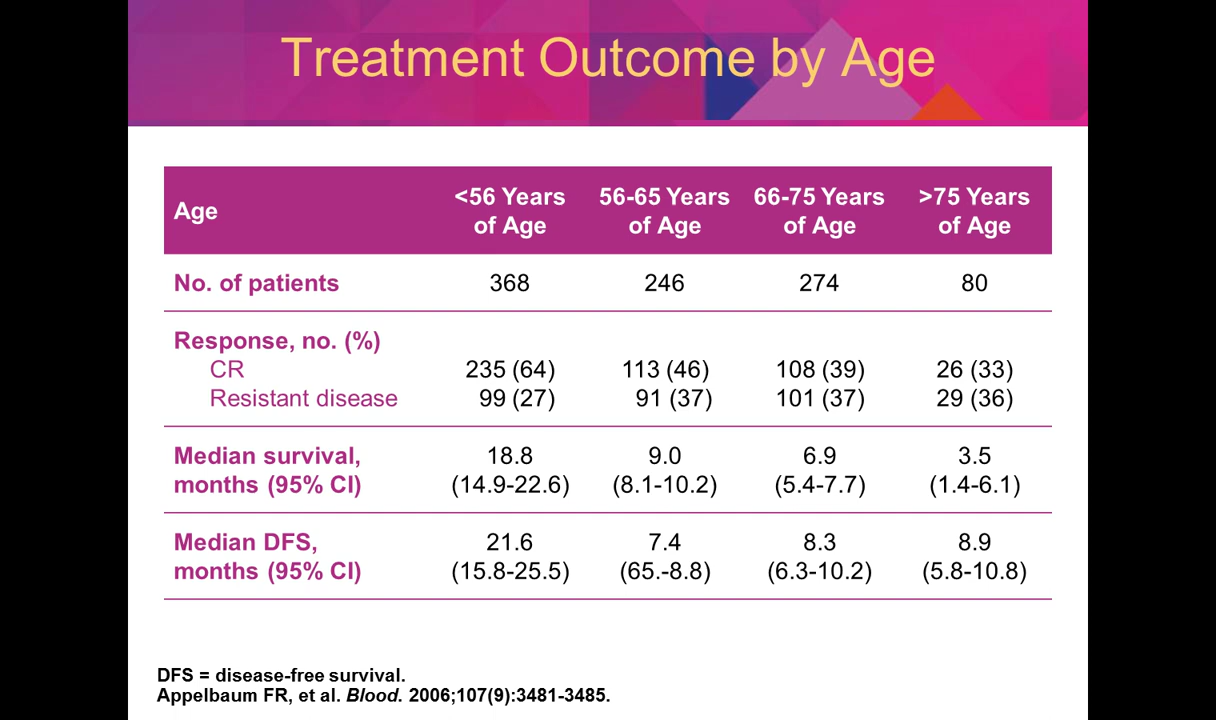 Treatment Outcome by Age
Age <56 Years of Age 56-65 Years of Age 66-75 Years of Age >75 Years of Age
No. of patients 368 246 274 80
Response, no. (%)
CR 235 (64) 113 (46) 108 (39) 26 (33)
Resistant disease 99 (27) 91 (37) 101 (37) 29 (36)
Median survival, 18.8 9.0 6.9 3.5
months (95% CI) (14.9-22.6) (8.1-10.2) (5.4-7.7) (1.4-6.1)
Median DFS, 21.6 7.4 8.3 8.9
months (95% CI) (15.8-25.5) (65.-8.8) (6.3-10.2) (5.8-10.8)
DFS = disease-free survival.
Appelbaum FR, et al. Blood. 2006;107(9):3481-3485.